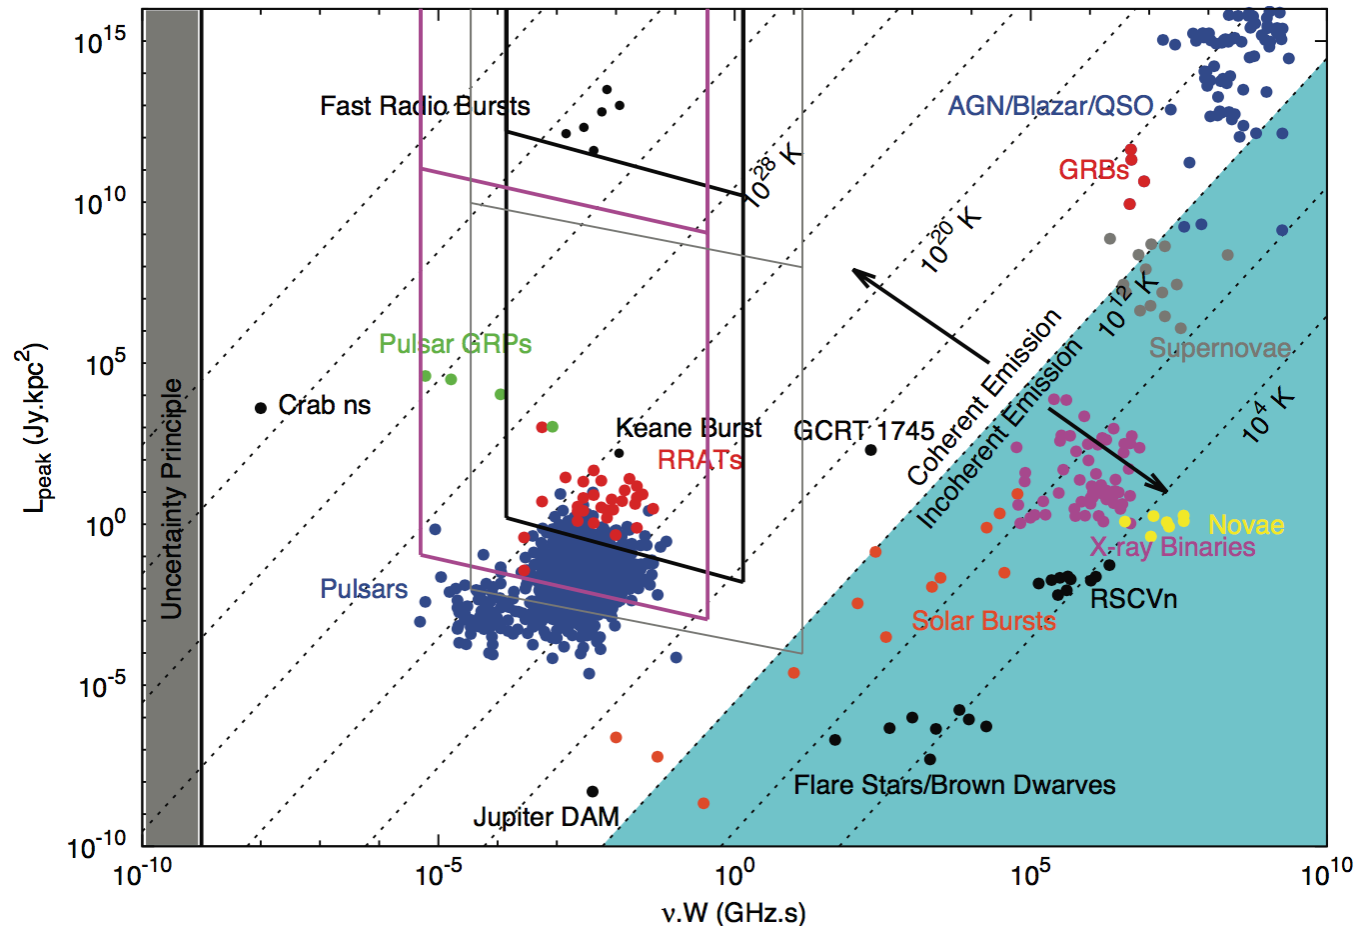 10^15
10^10
10^5
10^0
10^-5
10^-10
L_peak (Jy.kpc^2)
10^-10
10^-5
10^0
10^5
10^10
ν.W (GHz.s)
Uncertainty Principle
Fast Radio Bursts
AGN/Blazar/QSO
10^28 K
GRBs
10^20 K
10^12 K
Pulsar GRPs
Supernovae
Crab ns
Keane Burst
GCRT 1745
RRATs
Coherent Emission
Incoherent Emission
10^4 K
Novae
X-ray Binaries
Pulsars
RSCVn
Solar Bursts
Flare Stars/Brown Dwarves
Jupiter DAM